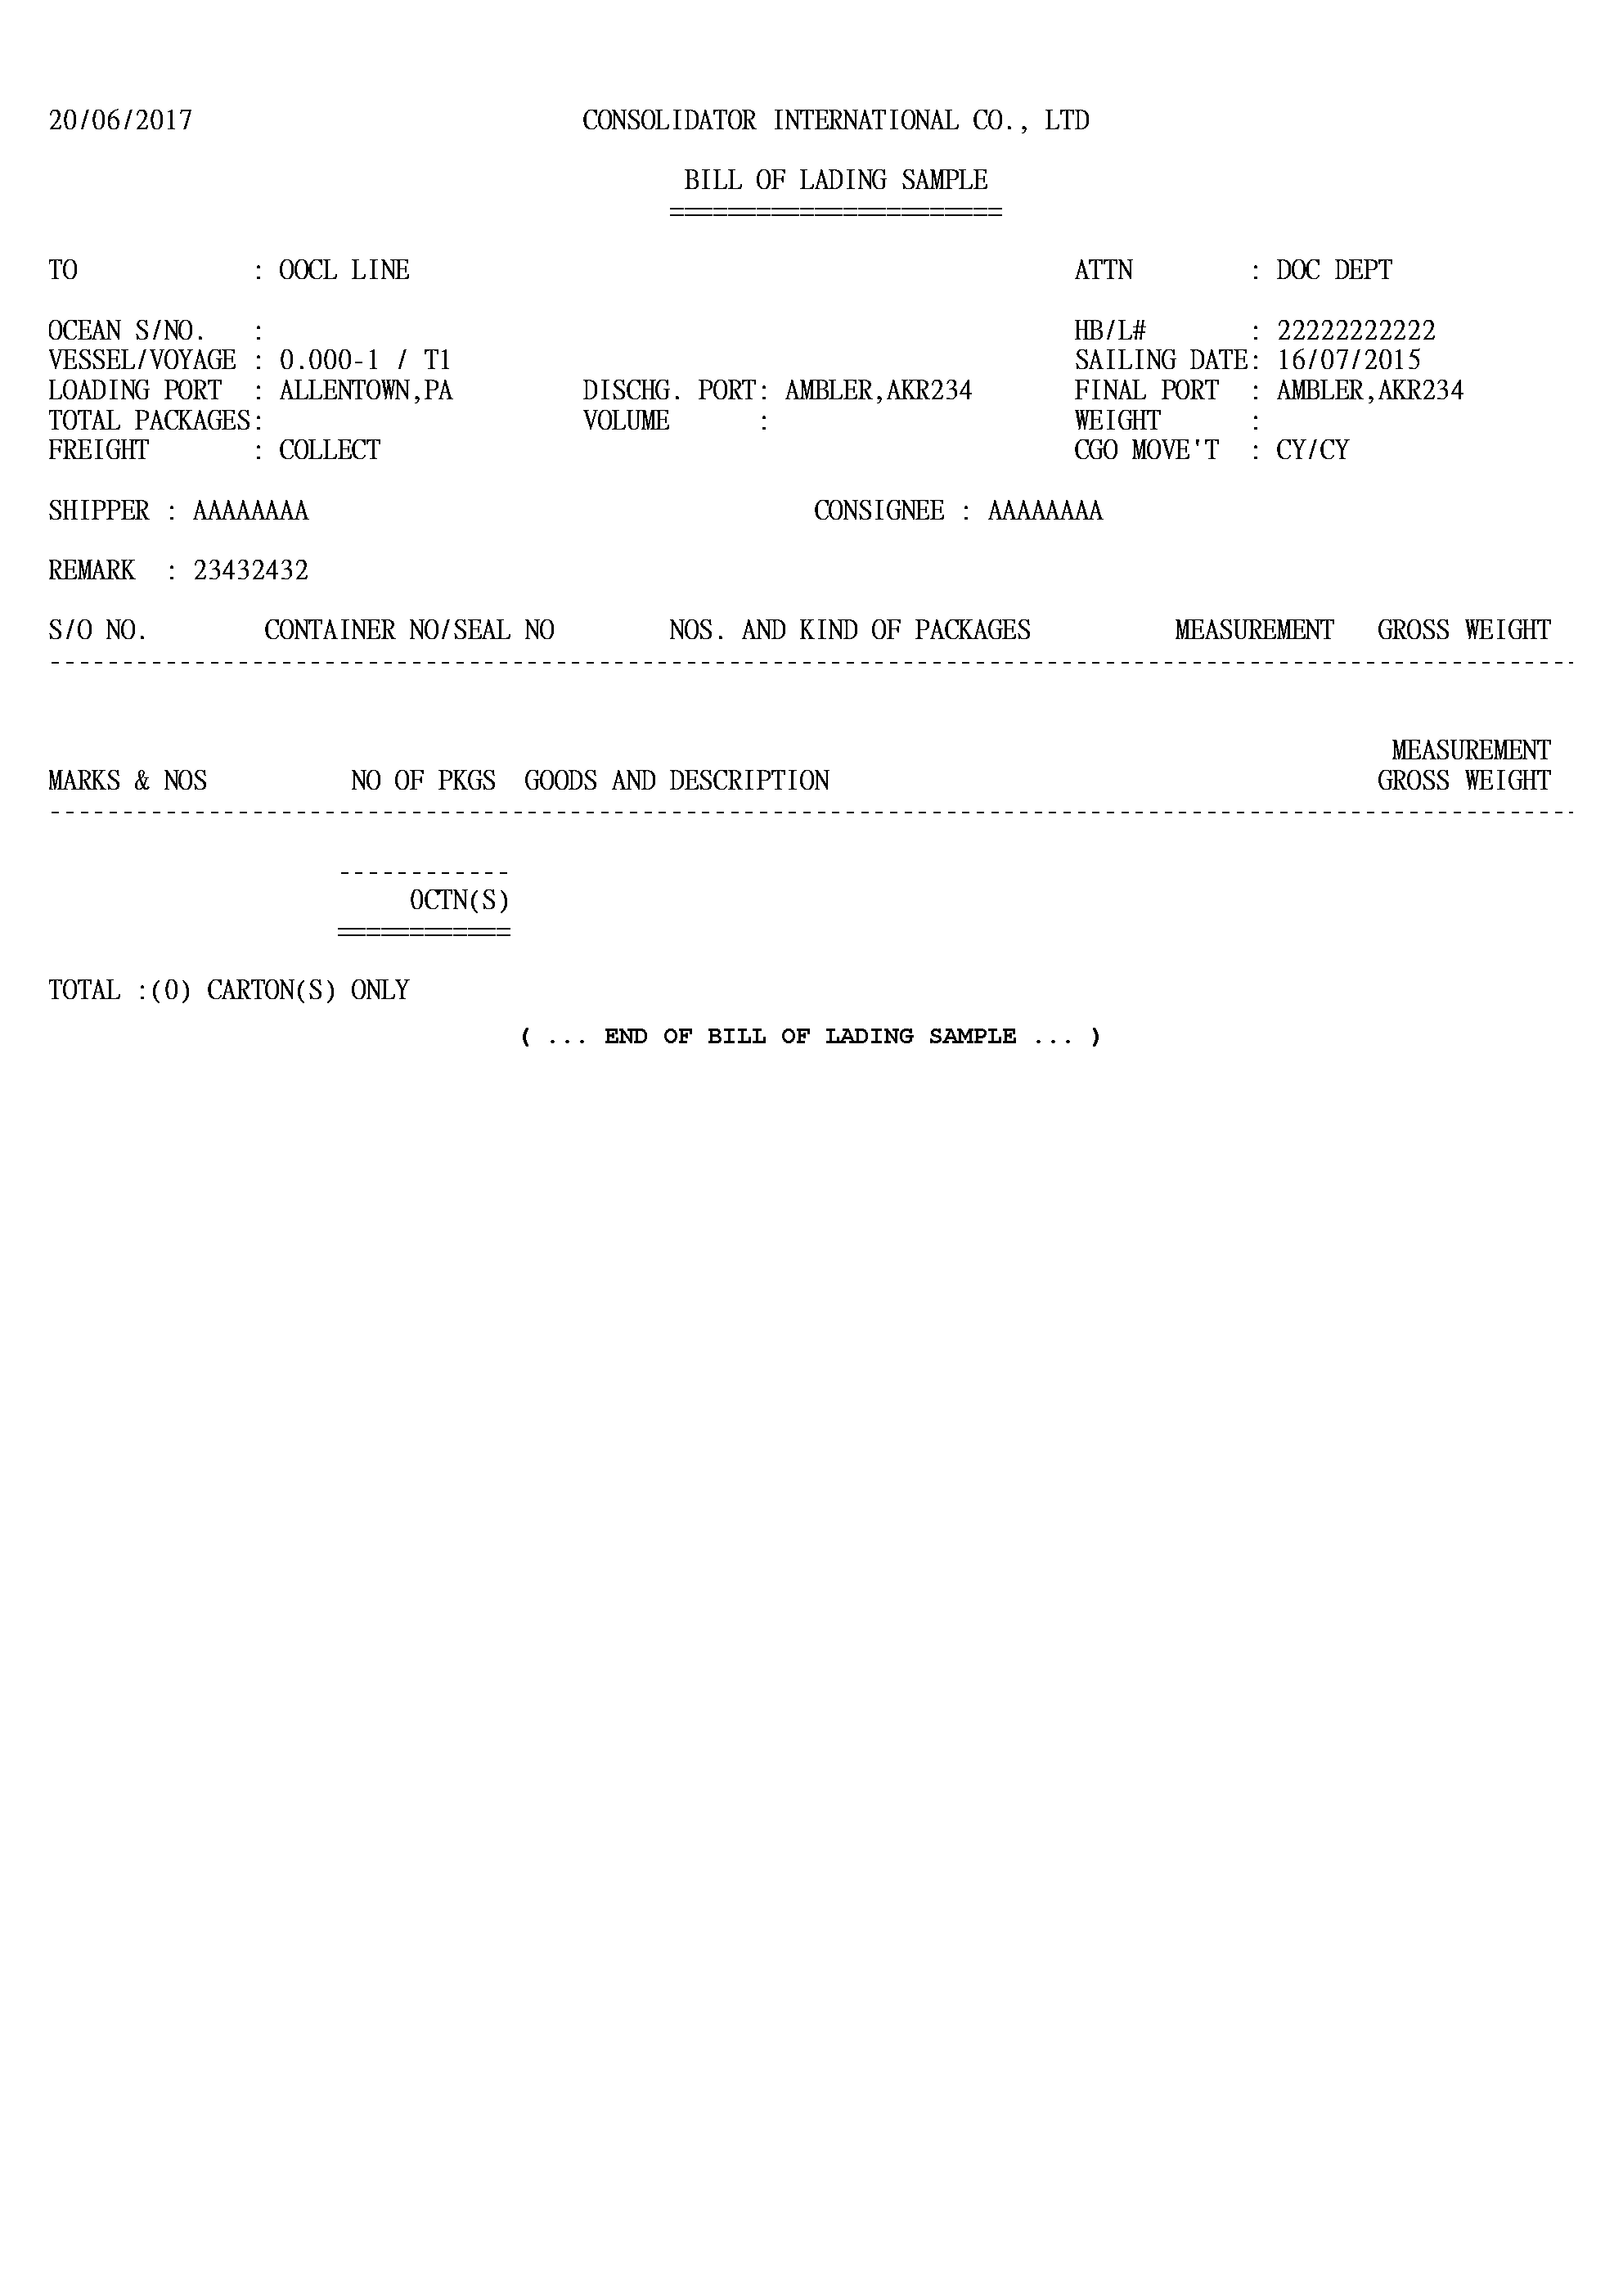 20/06/2017 CONSOLIDATOR INTERNATIONAL CO., LTD
BILL OF LADING SAMPLE
=======================
TO : OOCL LINE ATTN : DOC DEPT
OCEAN S/NO. : HB/L# : 22222222222
VESSEL/VOYAGE : 0.000-1 / T1 SAILING DATE: 16/07/2015
LOADING PORT : ALLENTOWN,PA DISCHG. PORT: AMBLER,AKR234 FINAL PORT : AMBLER,AKR234
TOTAL PACKAGES: VOLUME : WEIGHT :
FREIGHT : COLLECT CGO MOVE'T : CY/CY
SHIPPER : AAAAAAAA CONSIGNEE : AAAAAAAA
REMARK : 23432432
S/O NO. CONTAINER NO/SEAL NO NOS. AND KIND OF PACKAGES MEASUREMENT GROSS WEIGHT
----------------------------------------------------------------------------------------------------------
MEASUREMENT
MARKS & NOS NO OF PKGS GOODS AND DESCRIPTION GROSS WEIGHT
----------------------------------------------------------------------------------------------------------
------------
0CTN(S)
============
TOTAL :(0) CARTON(S) ONLY
( ... END OF BILL OF LADING SAMPLE ... )